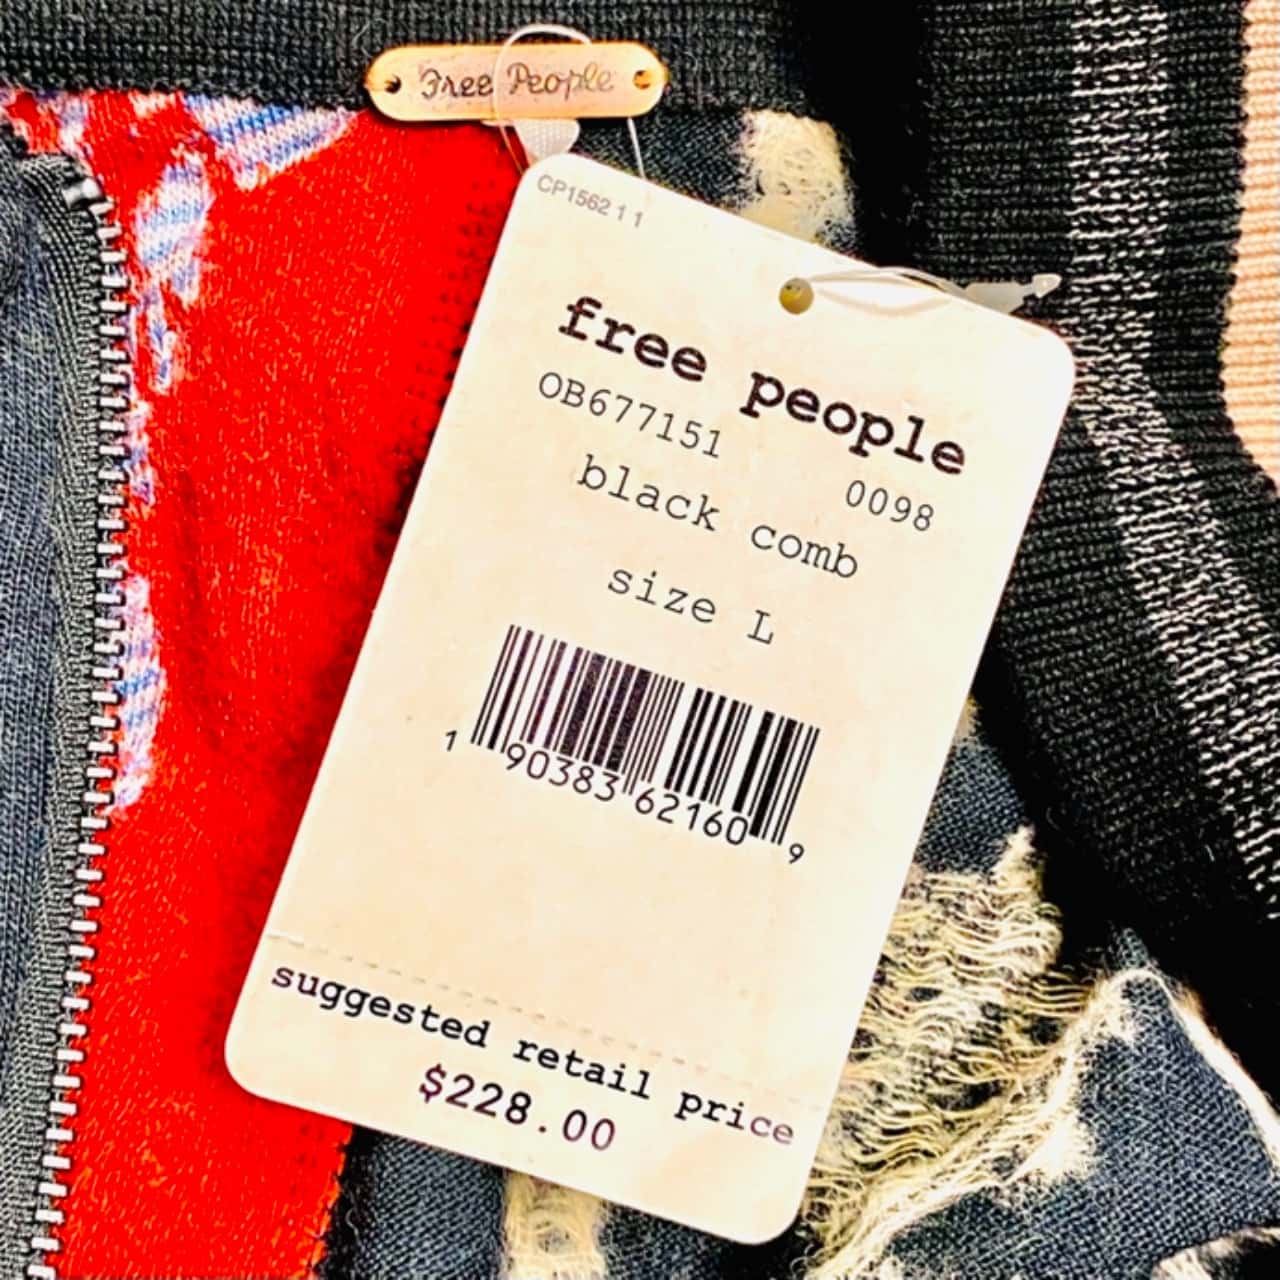 Free People
CP1562 1 1
free people
OB677151 0098
black comb
size L
1 90383 62160 9
suggested retail price
$228.00